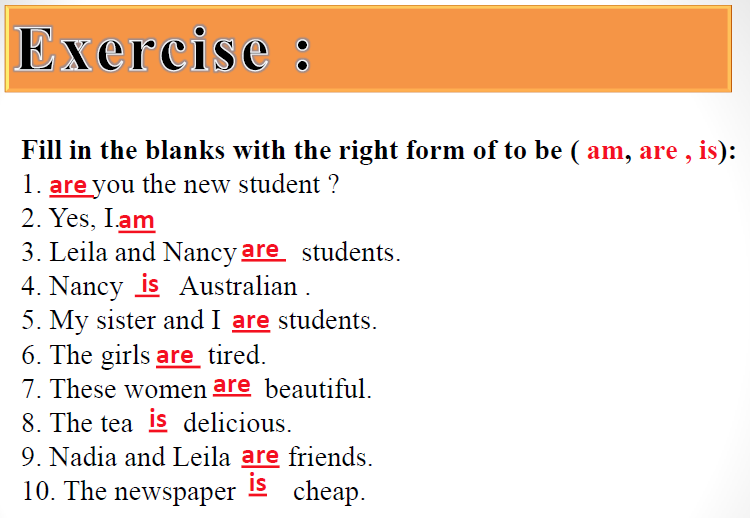 Exercise :
Fill in the blanks with the right form of to be ( am, are , is):
1. are you the new student ?
2. Yes, I.am
3. Leila and Nancy are students.
4. Nancy is Australian .
5. My sister and I are students.
6. The girls are tired.
7. These women are beautiful.
8. The tea is delicious.
9. Nadia and Leila are friends.
10. The newspaper is cheap.